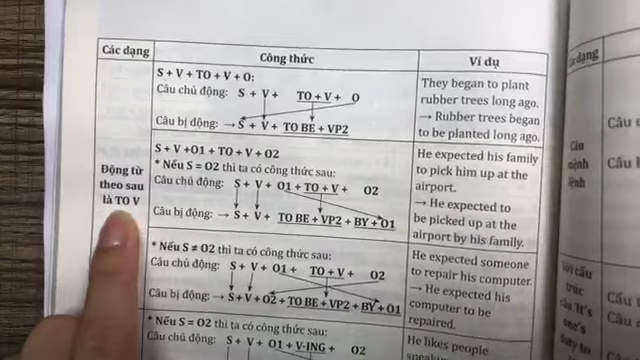 Các dạng
Công thức
Ví dụ
Động từ
theo sau
là TO V
S + V + TO + V + O:
Câu chủ động: S + V + TO + V + O
Câu bị động: → S + V + TO BE + VP2
They began to plant
rubber trees long ago.
→ Rubber trees began
to be planted long ago.
S + V +O1 + TO + V + O2
* Nếu S = O2 thì ta có công thức sau:
Câu chủ động: S + V + O1 + TO + V + O2
Câu bị động: → S + V + TO BE + VP2 + BY + O1
He expected his family
to pick him up at the
airport.
→ He expected to
be picked up at the
airport by his family.
* Nếu S ≠ O2 thì ta có công thức sau:
Câu chủ động: S + V + O1 + TO + V + O2
Câu bị động: → S + V + O2 + TO BE + VP2 + BY + O1
He expected someone
to repair his computer.
→ He expected his
computer to be
repaired.
* Nếu S = O2 thì ta có công thức sau:
Câu chủ động: S + V + O1 + V-ING + O2
He likes people
dạng
Câu
mệnh
lệnh
Câu
Câu
Với cấu
trúc
của "It's
one's
duty to
Câu
Câu